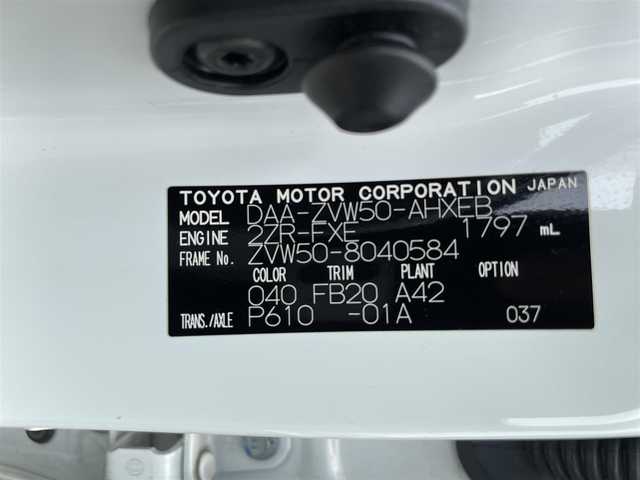 TOYOTA MOTOR CORPORATION JAPAN
MODEL DAA-ZVW50-AHXEB
ENGINE 2ZR-FXE 1797 mL
FRAME No. ZVW50-8040584
COLOR TRIM PLANT OPTION
040 FB20 A42
TRANS./AXLE P610 -01A 037